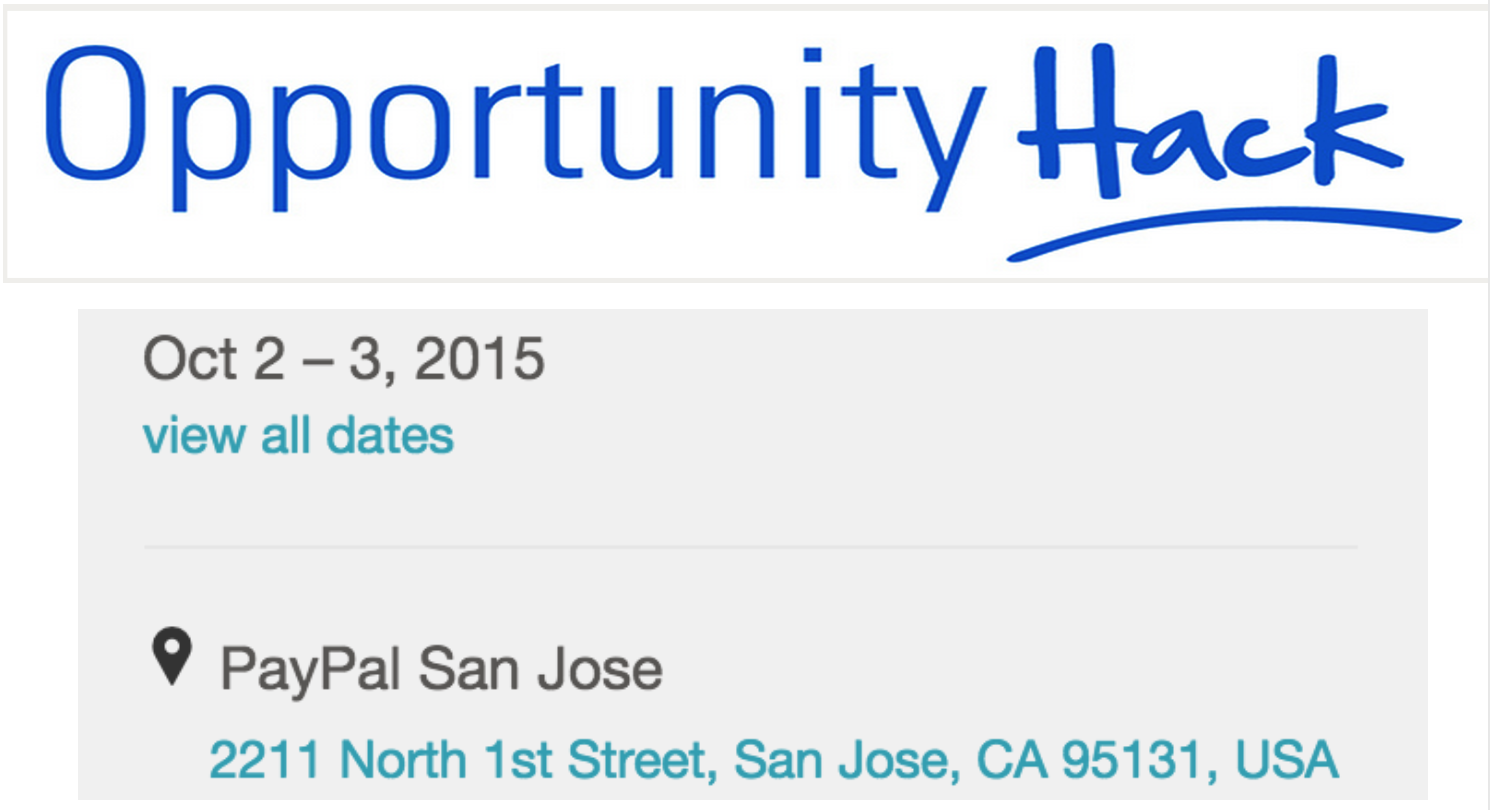 Opportunity Hack
Oct 2 – 3, 2015
view all dates
PayPal San Jose
2211 North 1st Street, San Jose, CA 95131, USA